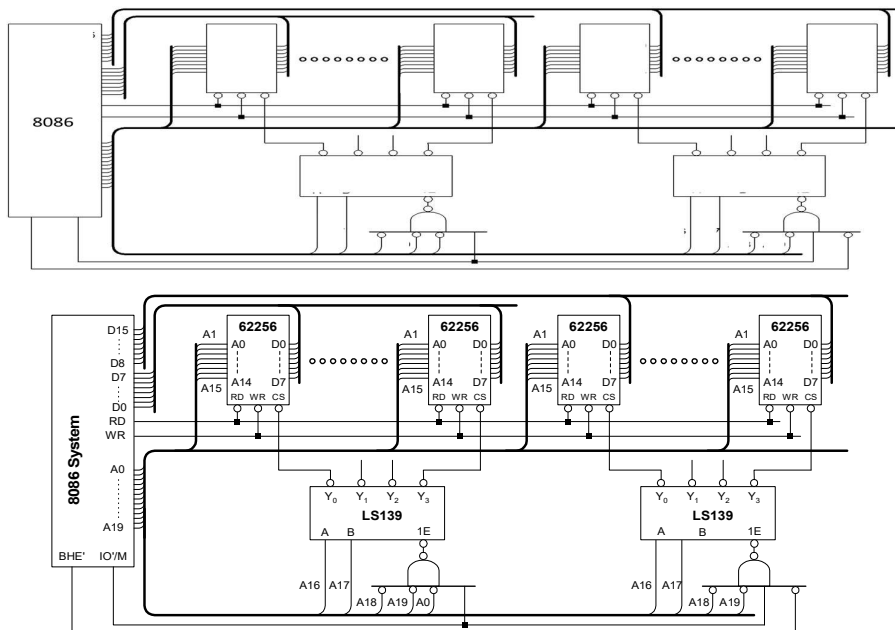 8086
62256 62256 62256 62256
D15 A1 A0 D0 A1 A0 D0 A1 A0 D0 A1 A0 D0
D8
D7 A15 A14 D7 A15 A14 D7 A15 A14 D7 A15 A14 D7
D0 RD WR CS RD WR CS RD WR CS RD WR CS
RD
WR
8086 System
A0
Y0 Y1 Y2 Y3 Y0 Y1 Y2 Y3
LS139 LS139
A19 A B 1E A B 1E
BHE' IO'/M
A16 A17 A18 A19 A0 A16 A17 A18 A19